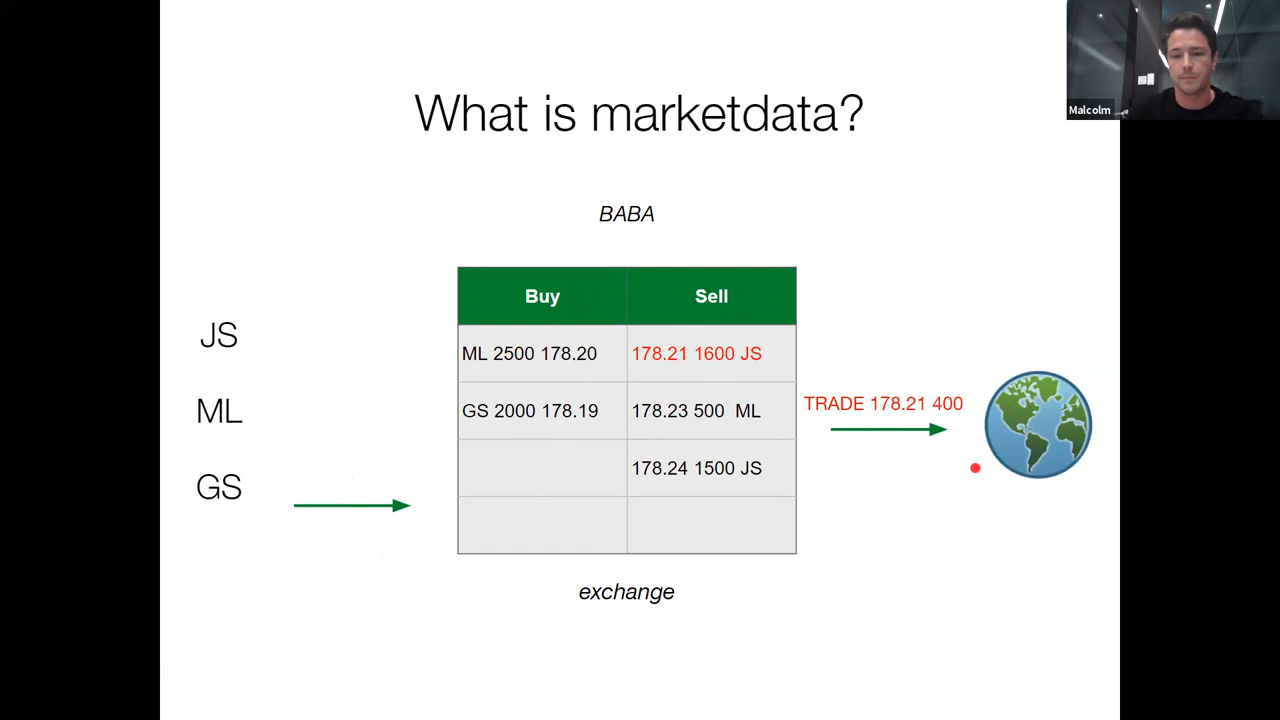 Malcolm
What is marketdata?
BABA
JS
ML
GS
Buy Sell
ML 2500 178.20 178.21 1600 JS
GS 2000 178.19 178.23 500 ML
178.24 1500 JS
TRADE 178.21 400
exchange